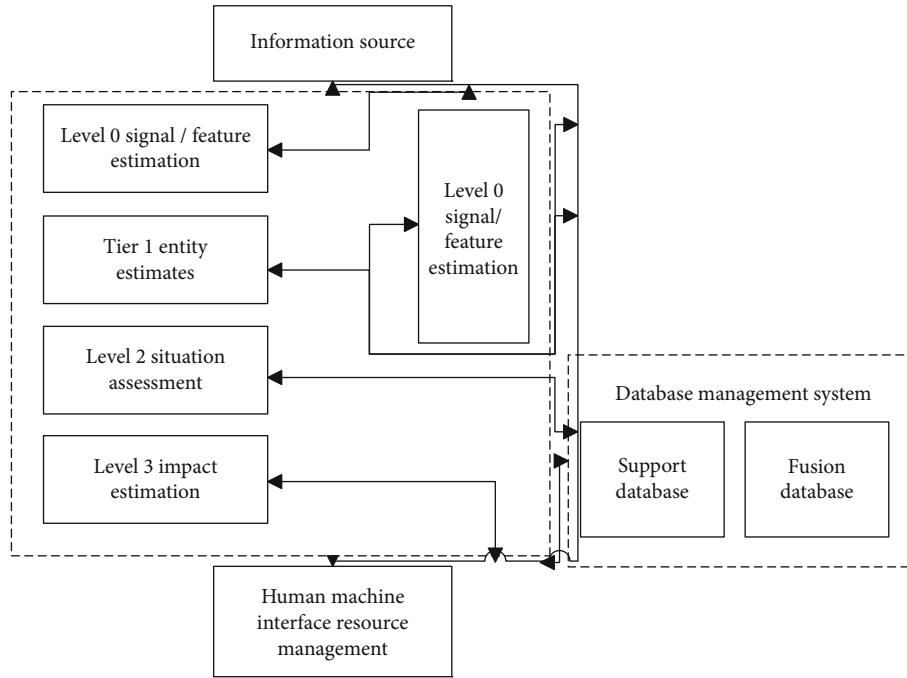 Information source
Level 0 signal / feature
estimation
Level 0
signal/
feature
estimation
Tier 1 entity
estimates
Level 2 situation
assessment
Level 3 impact
estimation
Database management system
Support
database
Fusion
database
Human machine
interface resource
management